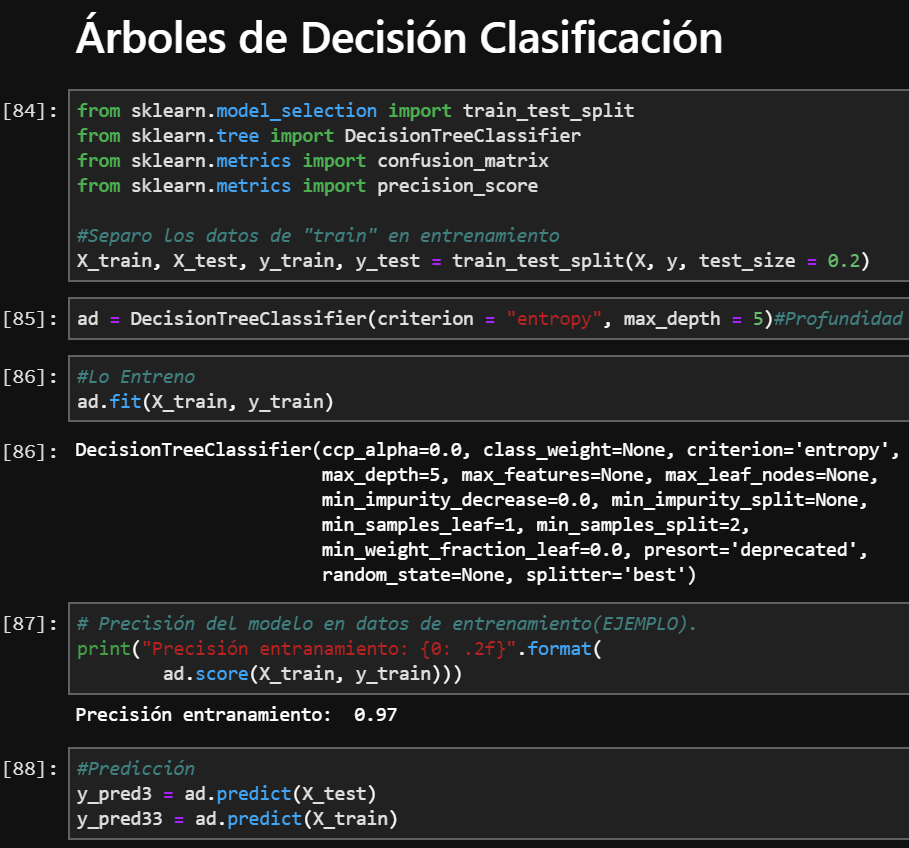 Árboles de Decisión Clasificación
[84]: from sklearn.model_selection import train_test_split
from sklearn.tree import DecisionTreeClassifier
from sklearn.metrics import confusion_matrix
from sklearn.metrics import precision_score
#Separo los datos de "train" en entrenamiento
X_train, X_test, y_train, y_test = train_test_split(X, y, test_size = 0.2)
[85]: ad = DecisionTreeClassifier(criterion = "entropy", max_depth = 5)#Profundidad
[86]: #Lo Entreno
ad.fit(X_train, y_train)
[86]: DecisionTreeClassifier(ccp_alpha=0.0, class_weight=None, criterion='entropy',
max_depth=5, max_features=None, max_leaf_nodes=None,
min_impurity_decrease=0.0, min_impurity_split=None,
min_samples_leaf=1, min_samples_split=2,
min_weight_fraction_leaf=0.0, presort='deprecated',
random_state=None, splitter='best')
[87]: # Precisión del modelo en datos de entrenamiento(EJEMPLO).
print("Precisión entranamiento: {0: .2f}".format(
ad.score(X_train, y_train)))
Precisión entranamiento:  0.97
[88]: #Predicción
y_pred3 = ad.predict(X_test)
y_pred33 = ad.predict(X_train)